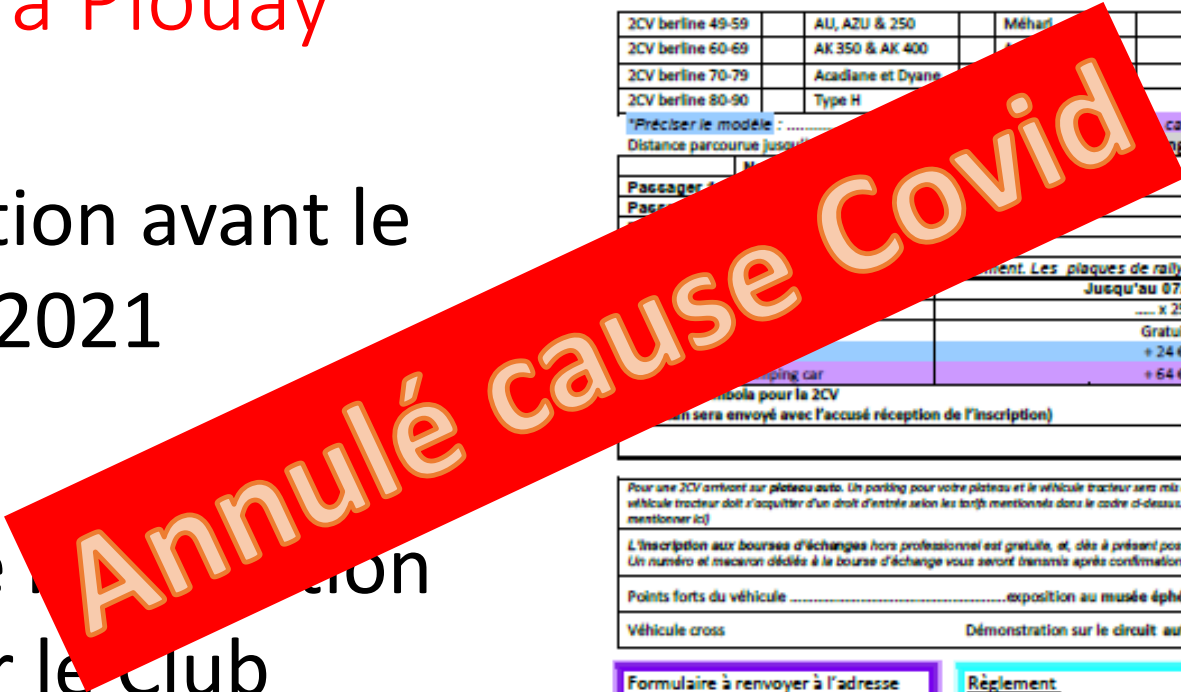 à Plouay
tion avant le
2021
Annulé cause Covid
on
le Club
2CV berline 49-59 AU, AZU & 250 Méhari
2CV berline 60-69 AK 350 & AK 400
2CV berline 70-79 Acadiane et Dyane
2CV berline 80-90 Type H
*Préciser le modèle : ...........
Distance parcourue jusqu'
Passager
ment. Les plaques de rally
Jusqu'au 07
..... x 25
Gratui
+ 24 €
ping car + 64 €
mbola pour la 2CV
n sera envoyé avec l'accusé réception de l'inscription)
Pour une 2CV arrivant sur plateau auto. Un parking pour votre plateau et le véhicule tracteur sera mis
véhicule tracteur doit s'acquitter d'un droit d'entrée selon les tarifs mentionnés dans le cadre ci-dessus.
mentionner ici)
L'inscription aux bourses d'échanges hors professionnel est gratuite, et, dès à présent pos
Un numéro et macaron dédiés à la bourse d'échange vous seront transmis après confirmation
Points forts du véhicule ......................................................exposition au musée éphé
Véhicule cross Démonstration sur le circuit aut
Formulaire à renvoyer à l'adresse
Règlement